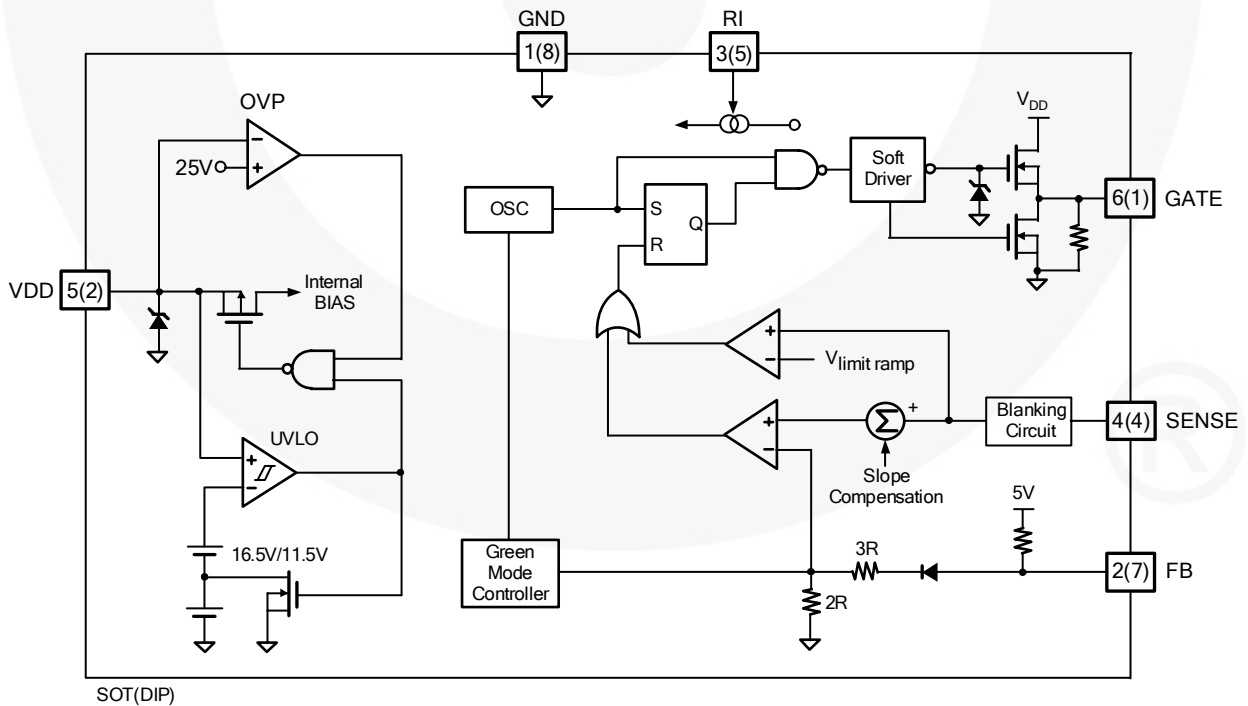 GND
RI
1(8)
3(5)
OVP
25V
VDD
5(2)
Internal
BIAS
UVLO
+
-
16.5V/11.5V
OSC
S
R
Q
Soft
Driver
VDD
6(1)
GATE
+
-
Vlimit ramp
+
-
Σ
+
Slope
Compensation
Blanking
Circuit
4(4)
SENSE
5V
Green
Mode
Controller
3R
2R
2(7)
FB
SOT(DIP)
®